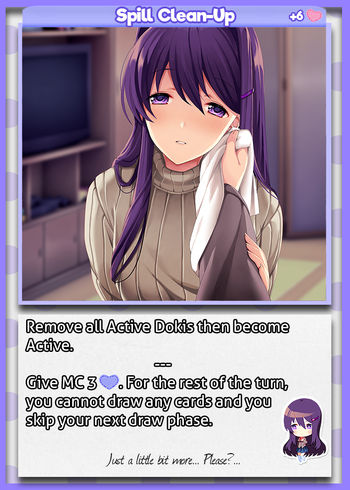 Spill Clean-Up
+6
Remove all Active Dokis then become
Active.
---
Give MC 3 . For the rest of the turn,
you cannot draw any cards and you
skip your next draw phase.
Just a little bit more... Please?...